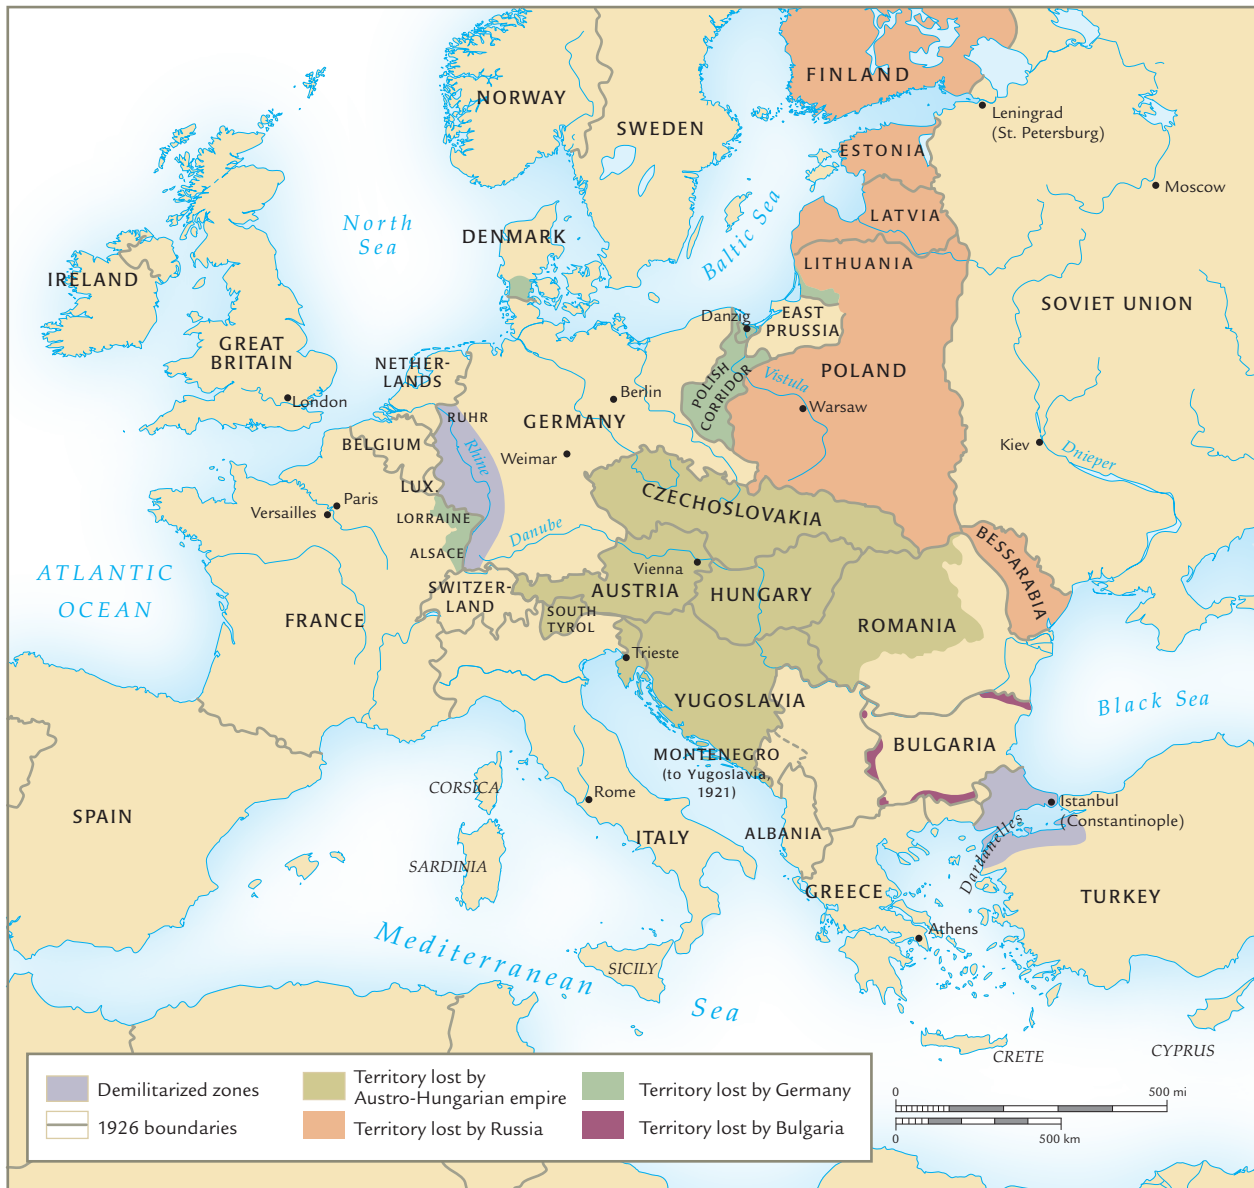 FINLAND
NORWAY
SWEDEN
Leningrad
(St. Petersburg)
ESTONIA
Moscow
North
Sea
Baltic Sea
LATVIA
DENMARK
IRELAND
LITHUANIA
SOVIET UNION
Danzig
EAST
PRUSSIA
GREAT
BRITAIN
NETHER-
LANDS
POLISH
CORRIDOR
Vistula
POLAND
London
Berlin
Warsaw
RUHR
GERMANY
BELGIUM
Rhine
Weimar
Kiev
Dnieper
LUX.
CZECHOSLOVAKIA
Paris
Versailles
LORRAINE
Danube
ALSACE
BESSARABIA
Vienna
ATLANTIC
OCEAN
SWITZER-
LAND
AUSTRIA
HUNGARY
FRANCE
SOUTH
TYROL
ROMANIA
Trieste
YUGOSLAVIA
Black Sea
BULGARIA
MONTENEGRO
(to Yugoslavia,
1921)
CORSICA
Rome
Istanbul
(Constantinople)
SPAIN
ITALY
ALBANIA
Dardanelles
SARDINIA
GREECE
TURKEY
Athens
Mediterranean
Sea
SICILY
CRETE
CYPRUS
Demilitarized zones
1926 boundaries
Territory lost by
Austro-Hungarian empire
Territory lost by Russia
Territory lost by Germany
Territory lost by Bulgaria
0
500 mi
0
500 km